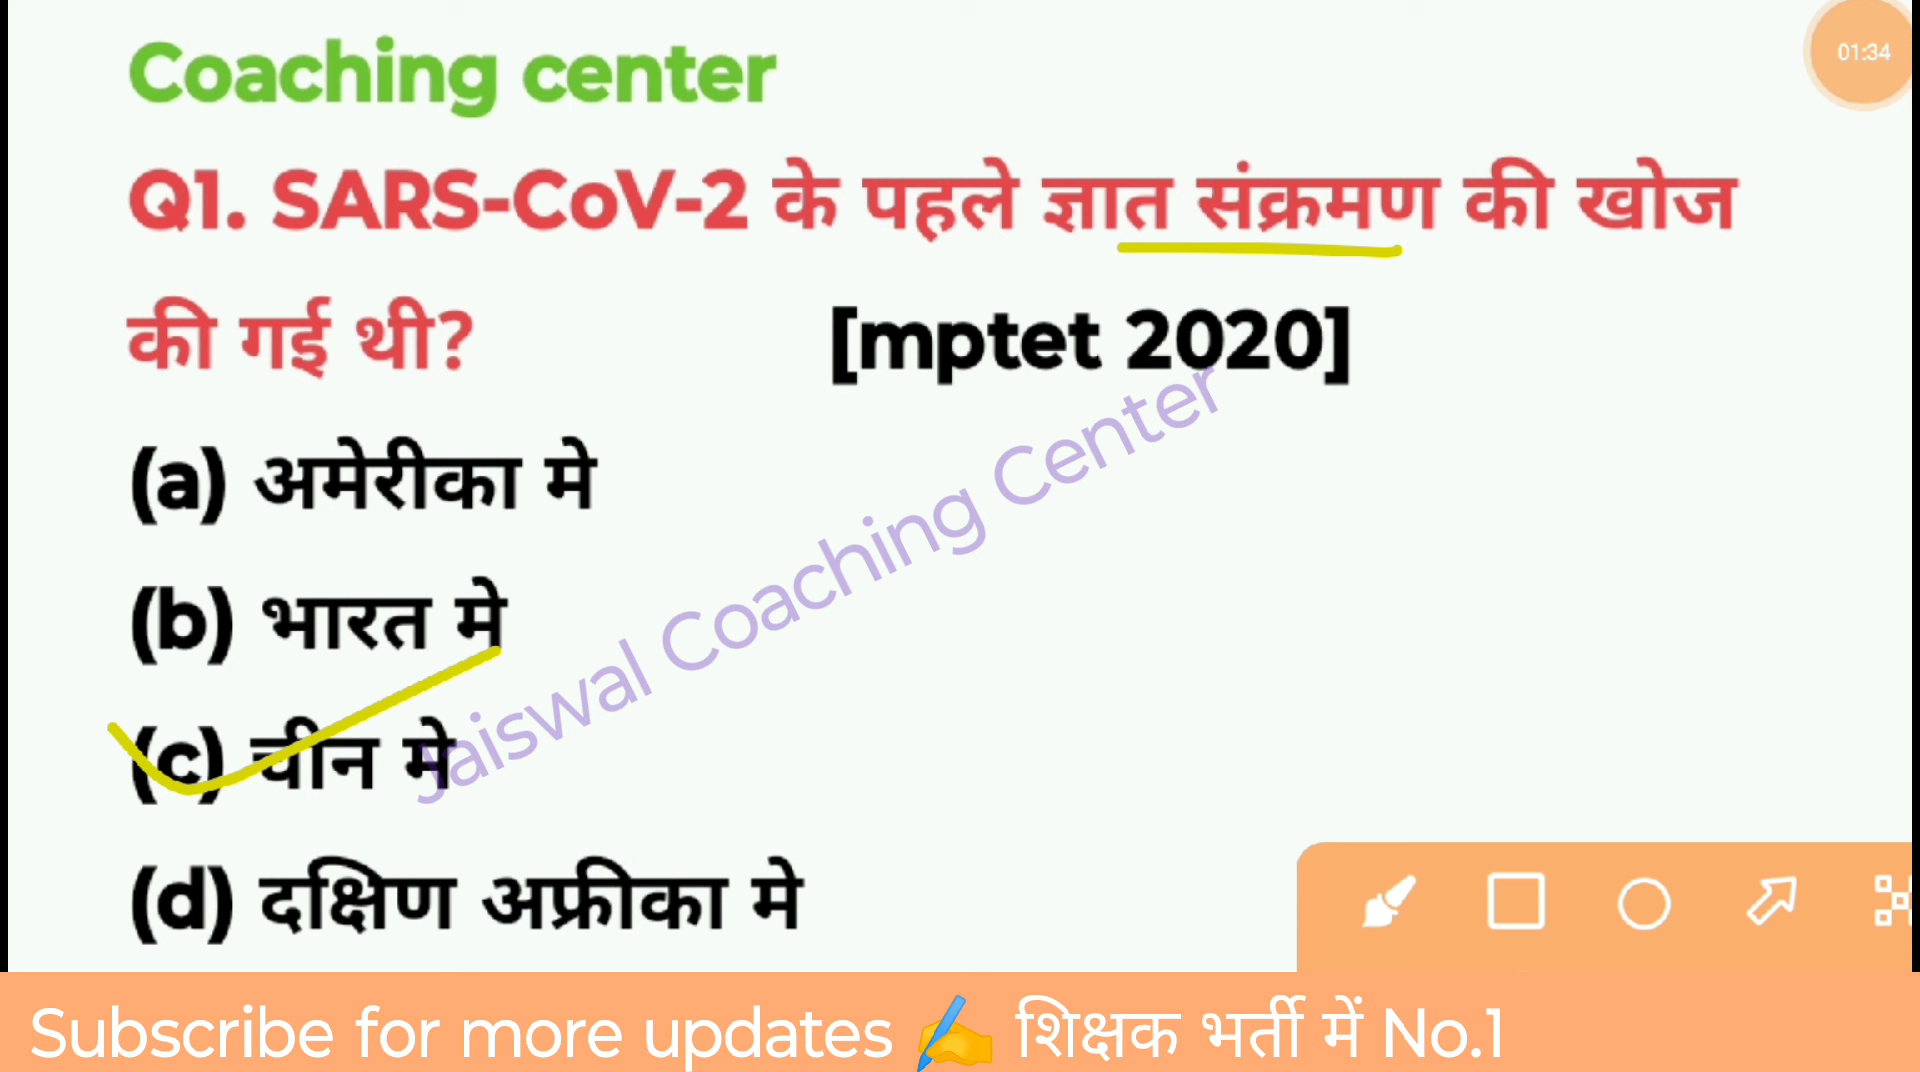 Coaching center
01:34
Q1. SARS-CoV-2 के पहले ज्ञात संक्रमण की खोज
की गई थी? [mptet 2020]
(a) अमेरीका मे
(b) भारत मे
(c) चीन मे
(d) दक्षिण अफ्रीका मे
Jaiswal Coaching Center
Subscribe for more updates ✍️ शिक्षक भर्ती में No.1